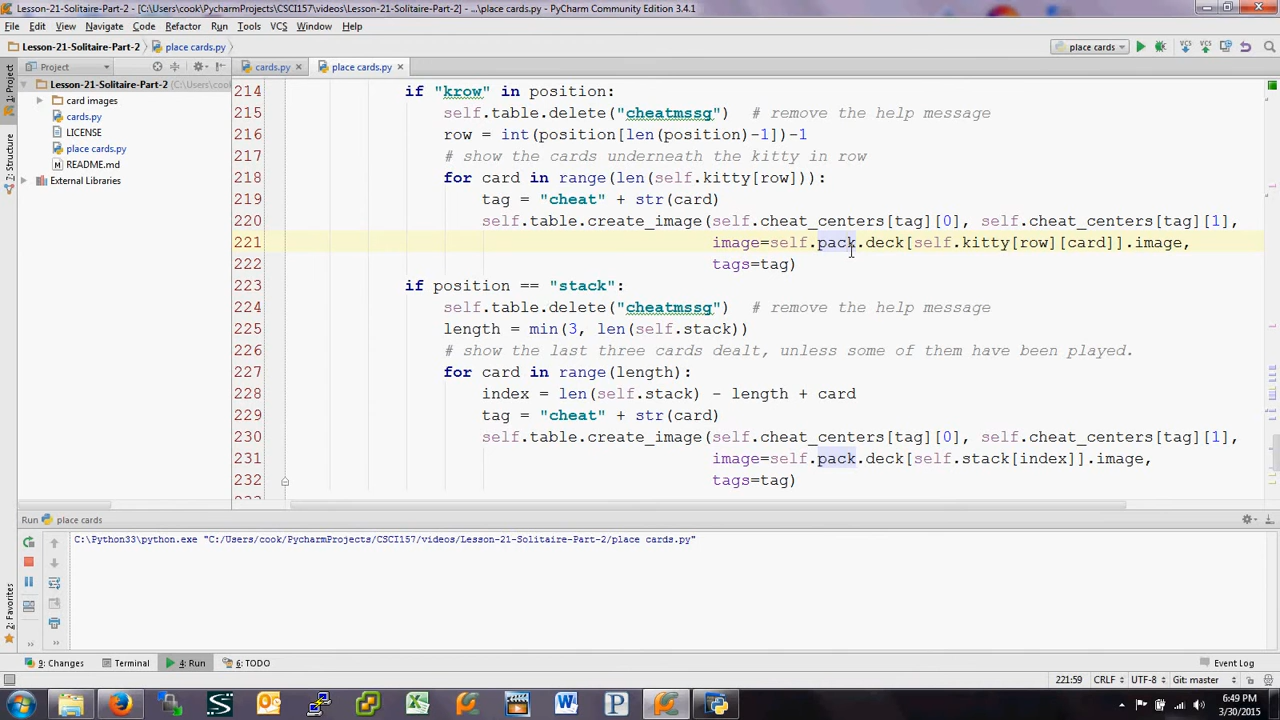 Lesson-21-Solitaire-Part-2 - [C:\Users\cook\PycharmProjects\CSCI157\videos\Lesson-21-Solitaire-Part-2] - ...\place cards.py - PyCharm Community Edition 3.4.1
File Edit View Navigate Code Refactor Run Tools VCS Window Help
Lesson-21-Solitaire-Part-2 place cards.py place cards VCS VCS
1: Project Project cards.py place cards.py
Lesson-21-Solitaire-Part-2 (C:\Users\coo
card images
cards.py
LICENSE
place cards.py
README.md
External Libraries
7: Structure
214 if "krow" in position:
215 self.table.delete("cheatmssg") # remove the help message
216 row = int(position[len(position)-1])-1
217 # show the cards underneath the kitty in row
218 for card in range(len(self.kitty[row])):
219 tag = "cheat" + str(card)
220 self.table.create_image(self.cheat_centers[tag][0], self.cheat_centers[tag][1],
221 image=self.pack.deck[self.kitty[row][card]].image,
222 tags=tag)
223 if position == "stack":
224 self.table.delete("cheatmssg") # remove the help message
225 length = min(3, len(self.stack))
226 # show the last three cards dealt, unless some of them have been played.
227 for card in range(length):
228 index = len(self.stack) - length + card
229 tag = "cheat" + str(card)
230 self.table.create_image(self.cheat_centers[tag][0], self.cheat_centers[tag][1],
231 image=self.pack.deck[self.stack[index]].image,
232 tags=tag)
Run place cards
C:\Python33\python.exe "C:/Users/cook/PycharmProjects/CSCI157/videos/Lesson-21-Solitaire-Part-2/place cards.py"
2: Favorites
9: Changes Terminal 4: Run 6: TODO Event Log
221:59 CRLF UTF-8 Git: master
6:49 PM
3/30/2015